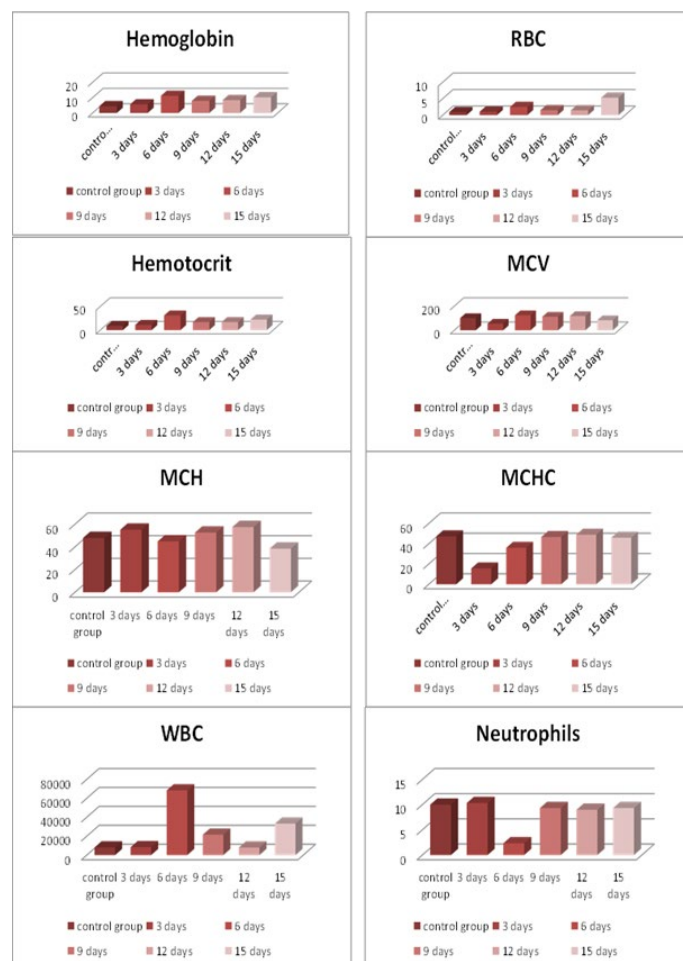 Hemoglobin
20
10
0
contro...
3 days
6 days
9 days
12 days
15 days
control group 3 days 6 days
9 days 12 days 15 days
RBC
10
5
0
control...
3 days
6 days
9 days
12 days
15 days
control group 3 days 6 days
9 days 12 days 15 days
Hemotocrit
50
0
contr...
3 days
6 days
9 days
12 days
15 days
control group 3 days 6 days
9 days 12 days 15 days
MCV
200
0
contr...
3 days
6 days
9 days
12 days
15 days
control group 3 days 6 days
9 days 12 days 15 days
MCH
60
40
20
0
control 3 days 6 days 9 days 12 15
group days days
control group 3 days 6 days
9 days 12 days 15 days
MCHC
60
40
20
0
control...
3 days
6 days
9 days
12 days
15 days
control group 3 days 6 days
9 days 12 days 15 days
WBC
80000
60000
40000
20000
0
control 3 days 6 days 9 days 12 15
group days days
control group 3 days 6 days
9 days 12 days 15 days
Neutrophils
15
10
5
0
control 3 days 6 days 9 days 12 15
group days days
control group 3 days 6 days
9 days 12 days 15 days